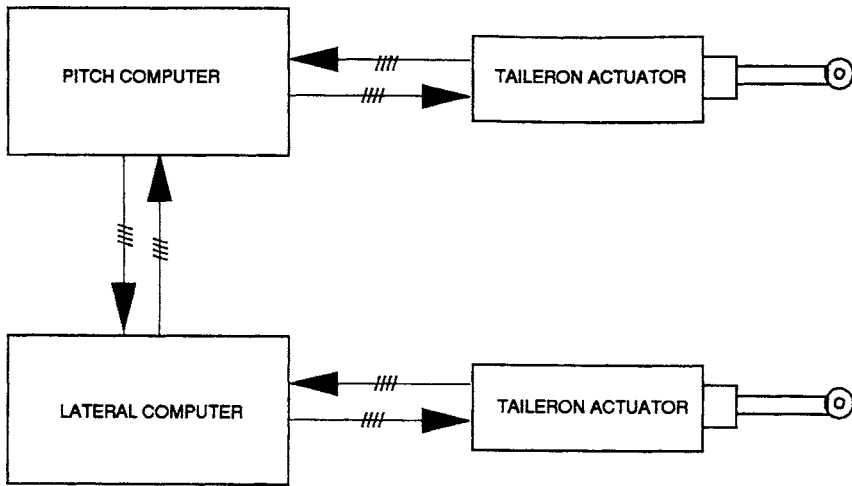 PITCH COMPUTER
TAILERON ACTUATOR
LATERAL COMPUTER
TAILERON ACTUATOR